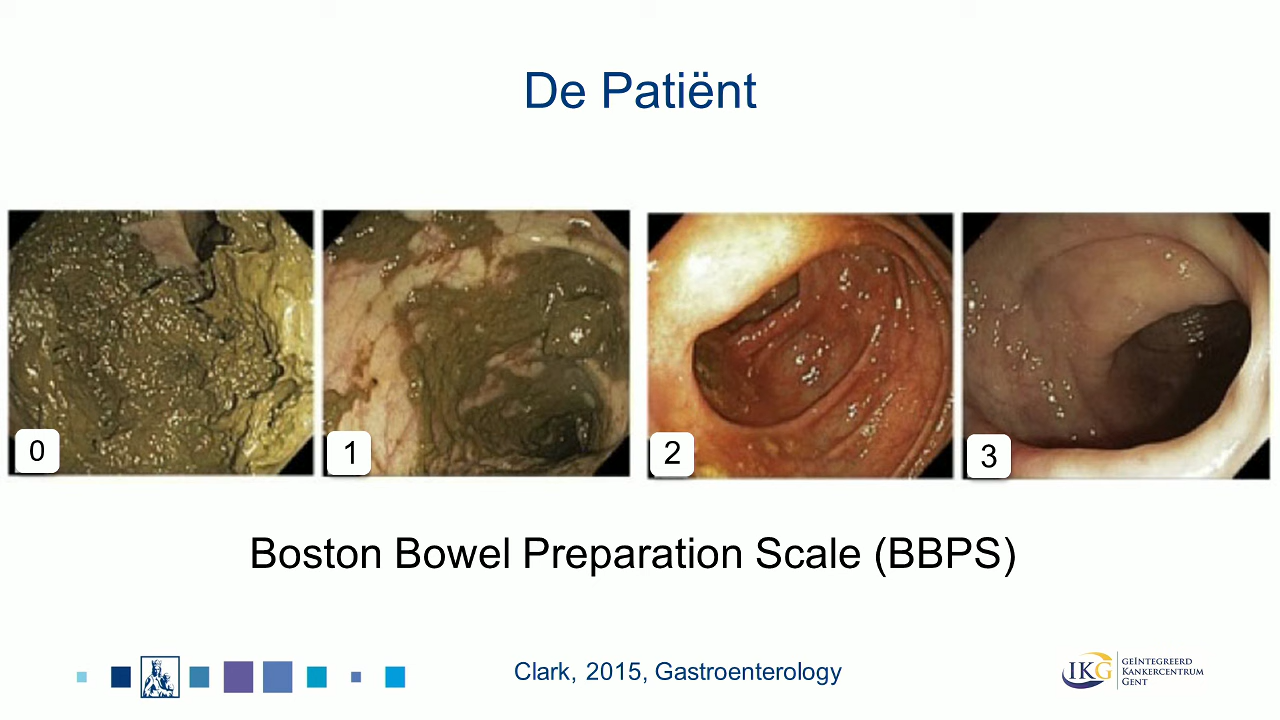 De Patiënt
0
1
2
3
Boston Bowel Preparation Scale (BBPS)
Clark, 2015, Gastroenterology
IKG
GEÏNTEGREERD
KANKERCENTRUM
GENT